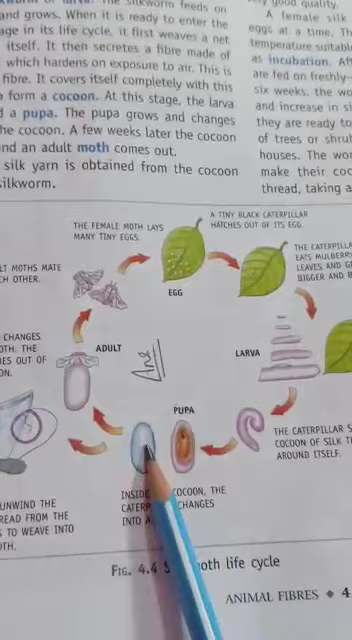 The silkworm feeds on
and grows. When it is ready to enter the
age in its life cycle, it first weaves a net
itself. It then secretes a fibre made of
which hardens on exposure to air. This is
fibre. It covers itself completely with this
form a cocoon. At this stage, the larva
a pupa. The pupa grows and changes
the cocoon. A few weeks later the cocoon
and an adult moth comes out.
silk yarn is obtained from the cocoon
silkworm.
good quality.
A female silk
eggs at a time. Th
temperature suitabl
as incubation. Aft
are fed on freshly-
six weeks, the wo
and increase in si
they are ready to
of trees or shrub
houses. The wo
make their coc
thread, taking a
THE FEMALE MOTH LAYS
MANY TINY EGGS.
A TINY BLACK CATERPILLAR
HATCHES OUT OF ITS EGG.
EGG
THE CATERPILLA
EATS MULBERR
LEAVES AND G
BIGGER AND B
LT MOTHS MATE
CH OTHER.
CHANGES
OTH. THE
ES OUT OF
ON.
ADULT
LARVA
PUPA
THE CATERPILLAR S
COCOON OF SILK T
AROUND ITSELF.
INSIDE COCOON, THE
CATERP CHANGES
INTO A
UNWIND THE
READ FROM THE
S TO WEAVE INTO
OTH.
FIG. 4.4 S oth life cycle
ANIMAL FIBRES 4